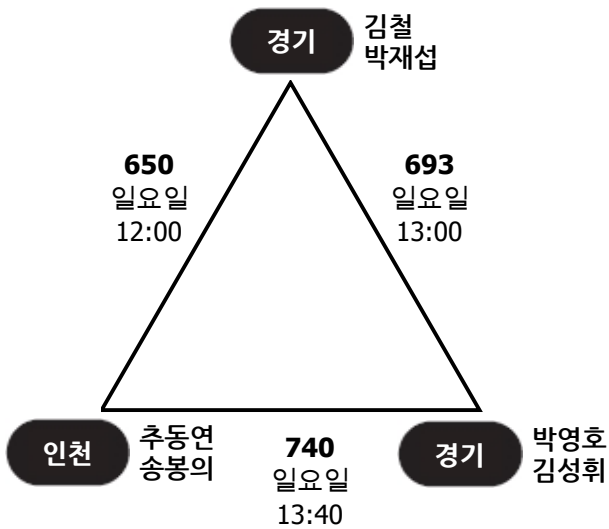 경기
김철
박재섭
650
일요일
12:00
693
일요일
13:00
인천
추동연
송봉의
740
일요일
13:40
경기
박영호
김성휘